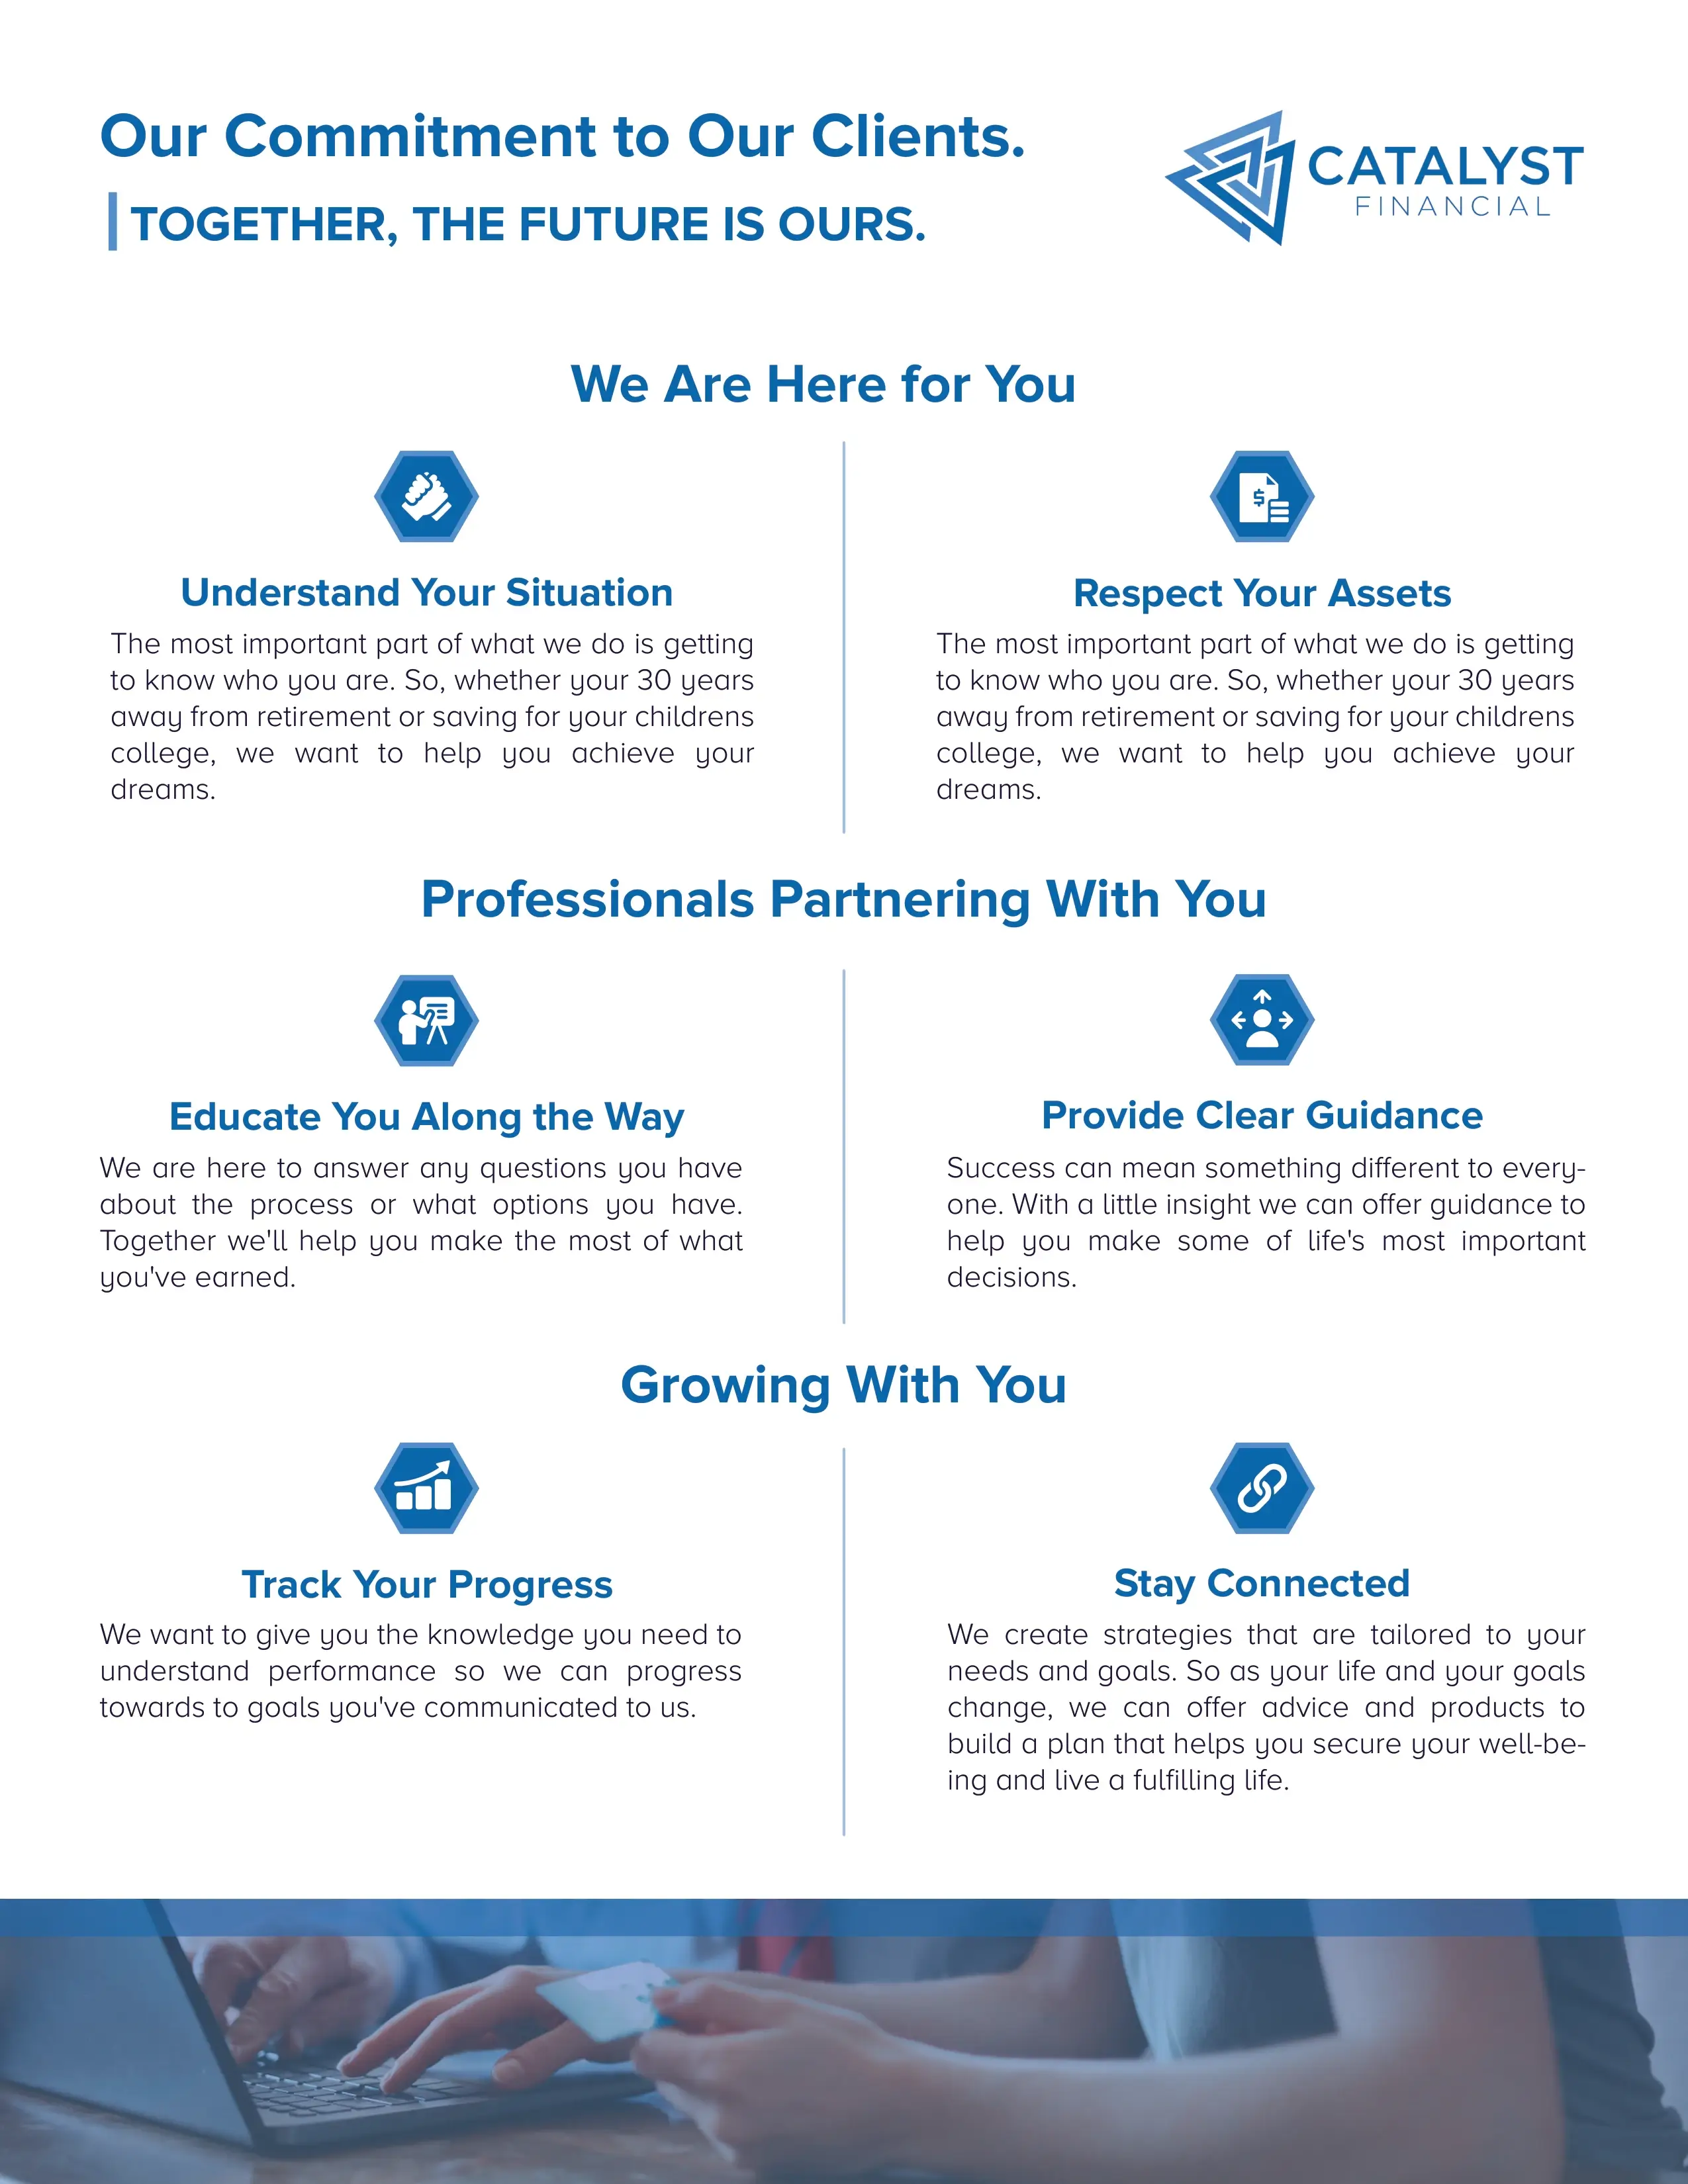 Our Commitment to Our Clients.
TOGETHER, THE FUTURE IS OURS.
CATALYST
FINANCIAL
We Are Here for You
$
Understand Your Situation
The most important part of what we do is getting
to know who you are. So, whether your 30 years
away from retirement or saving for your childrens
college, we want to help you achieve your
dreams.
Respect Your Assets
The most important part of what we do is getting
to know who you are. So, whether your 30 years
away from retirement or saving for your childrens
college, we want to help you achieve your
dreams.
Professionals Partnering With You
Educate You Along the Way
We are here to answer any questions you have
about the process or what options you have.
Together we'll help you make the most of what
you've earned.
Provide Clear Guidance
Success can mean something different to every-
one. With a little insight we can offer guidance to
help you make some of life's most important
decisions.
Growing With You
Track Your Progress
We want to give you the knowledge you need to
understand performance so we can progress
towards to goals you've communicated to us.
Stay Connected
We create strategies that are tailored to your
needs and goals. So as your life and your goals
change, we can offer advice and products to
build a plan that helps you secure your well-be-
ing and live a fulfilling life.